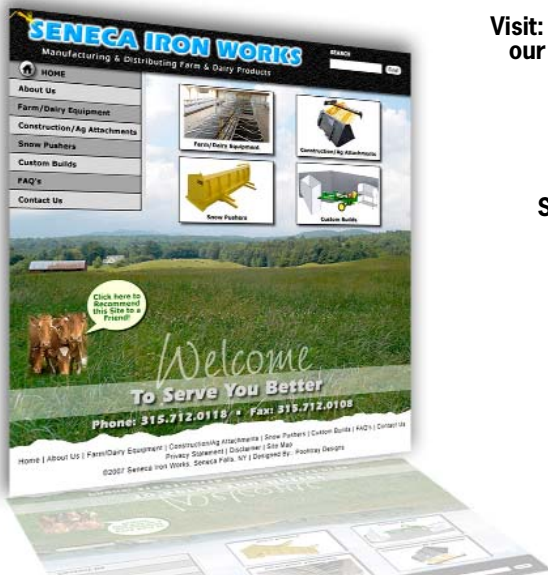 Visit:
our
S
SENECA IRON WORKS
Manufacturing & Distributing Farm & Dairy Products
SEARCH
HOME
About Us
Farm/Dairy Equipment
Construction/Ag Attachments
Snow Pushers
Custom Builds
FAQ's
Contact Us
Farm/Dairy Equipment
Construction/Ag Attachments
Snow Pushers
Custom Builds
Click here to
Recommend
this Site to a
Friend!
Welcome
To Serve You Better
Phone: 315.712.0118 • Fax: 315.712.0108
Home | About Us | Farm/Dairy Equipment | Construction/Ag Attachments | Snow Pushers | Custom Builds | FAQ's | Contact Us
Privacy Statement | Disclaimer | Site Map
©2007 Seneca Iron Works, Seneca Falls, NY | Designed By: Designs